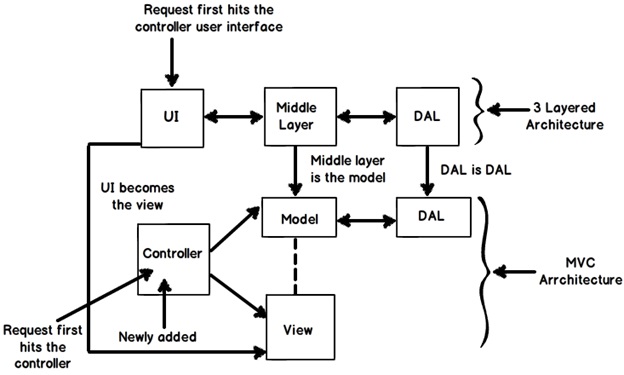 Request first hits the
controller user interface
UI
Middle
Layer
DAL
3 Layered
Architecture
Middle layer
is the model
DAL is DAL
UI becomes
the view
Model
DAL
Controller
MVC
Arrchitecture
Request first
hits the
controller
Newly added
View